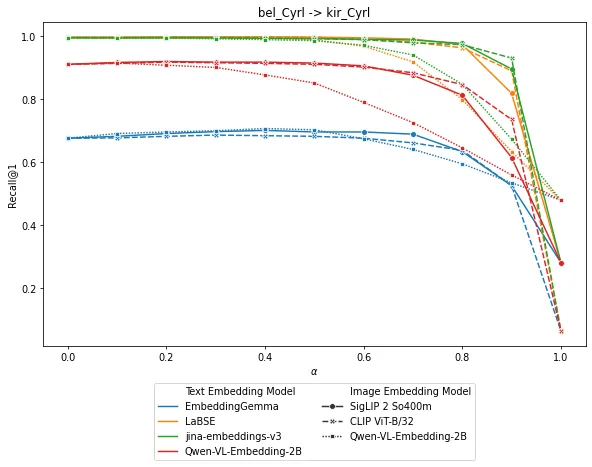 bel_Cyrl -> kir_Cyrl
Recall@1
1.0
0.8
0.6
0.4
0.2
0.0 0.2 0.4 0.6 0.8 1.0
α
Text Embedding Model Image Embedding Model
EmbeddingGemma SigLIP 2 So400m
LaBSE CLIP ViT-B/32
jina-embeddings-v3 Qwen-VL-Embedding-2B
Qwen-VL-Embedding-2B